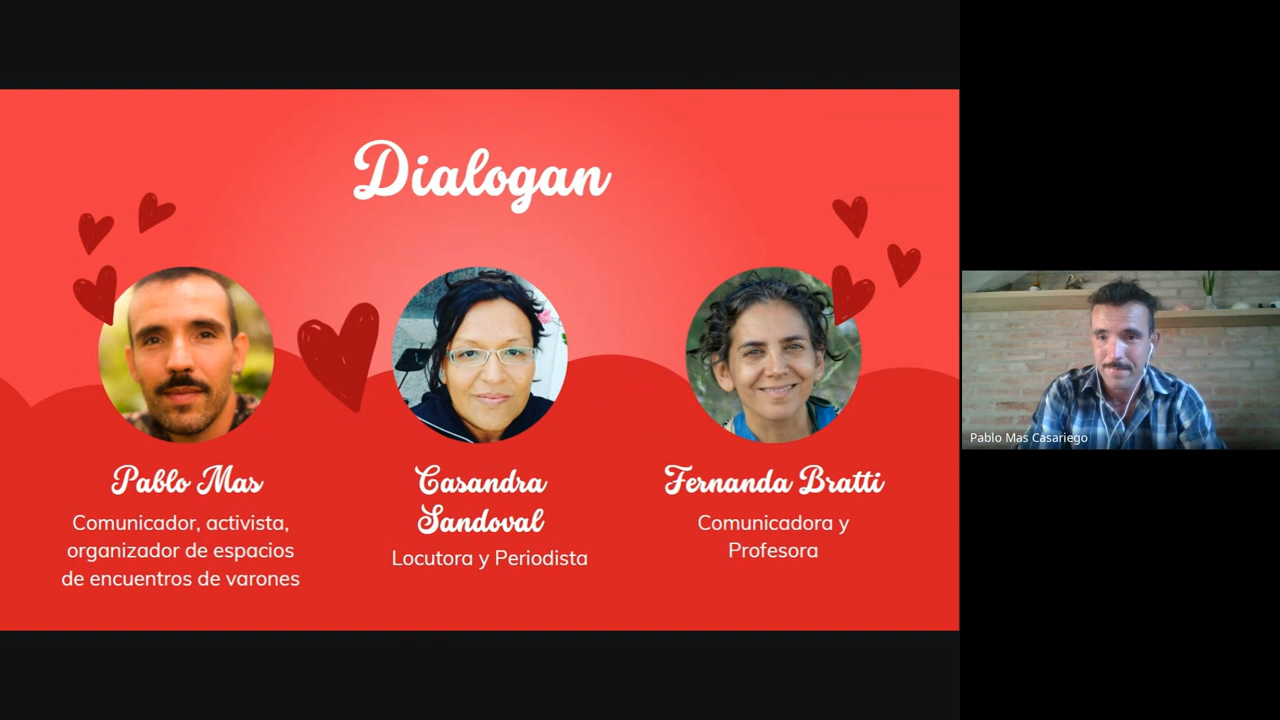 Dialogan
Pablo Mas
Comunicador, activista,
organizador de espacios
de encuentros de varones
Casandra
Sandoval
Locutora y Periodista
Fernanda Bratti
Comunicadora y
Profesora
Pablo Mas Casariego